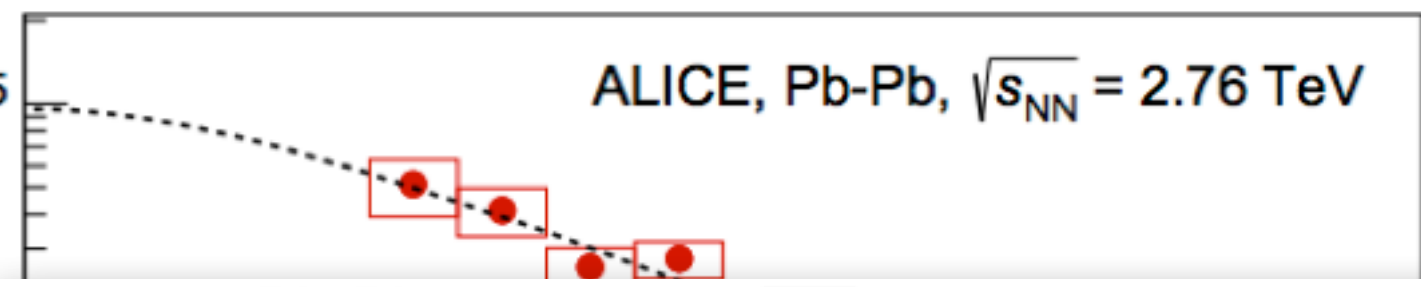 ALICE, Pb-Pb, √sNN = 2.76 TeV